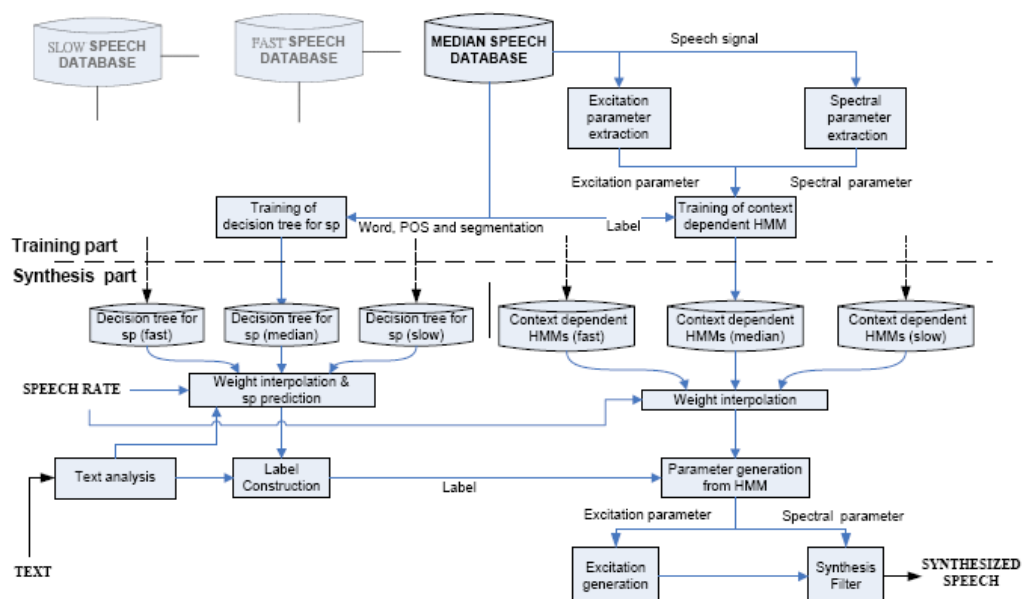 SLOW SPEECH
DATABASE
FAST SPEECH
DATABASE
MEDIAN SPEECH
DATABASE
Speech signal
Excitation
parameter
extraction
Spectral
parameter
extraction
Excitation parameter
Spectral parameter
Training of
decision tree for sp
Word, POS and segmentation
Label
Training of context
dependent HMM
Training part
Synthesis part
Decision tree for
sp (fast)
Decision tree for
sp (median)
Decision tree for
sp (slow)
Context dependent
HMMs (fast)
Context dependent
HMMs (median)
Context dependent
HMMs (slow)
SPEECH RATE
Weight interpolation &
sp prediction
Weight interpolation
Text analysis
Label
Construction
Label
Parameter generation
from HMM
Excitation parameter
Spectral parameter
TEXT
Excitation
generation
Synthesis
Filter
SYNTHESIZED
SPEECH